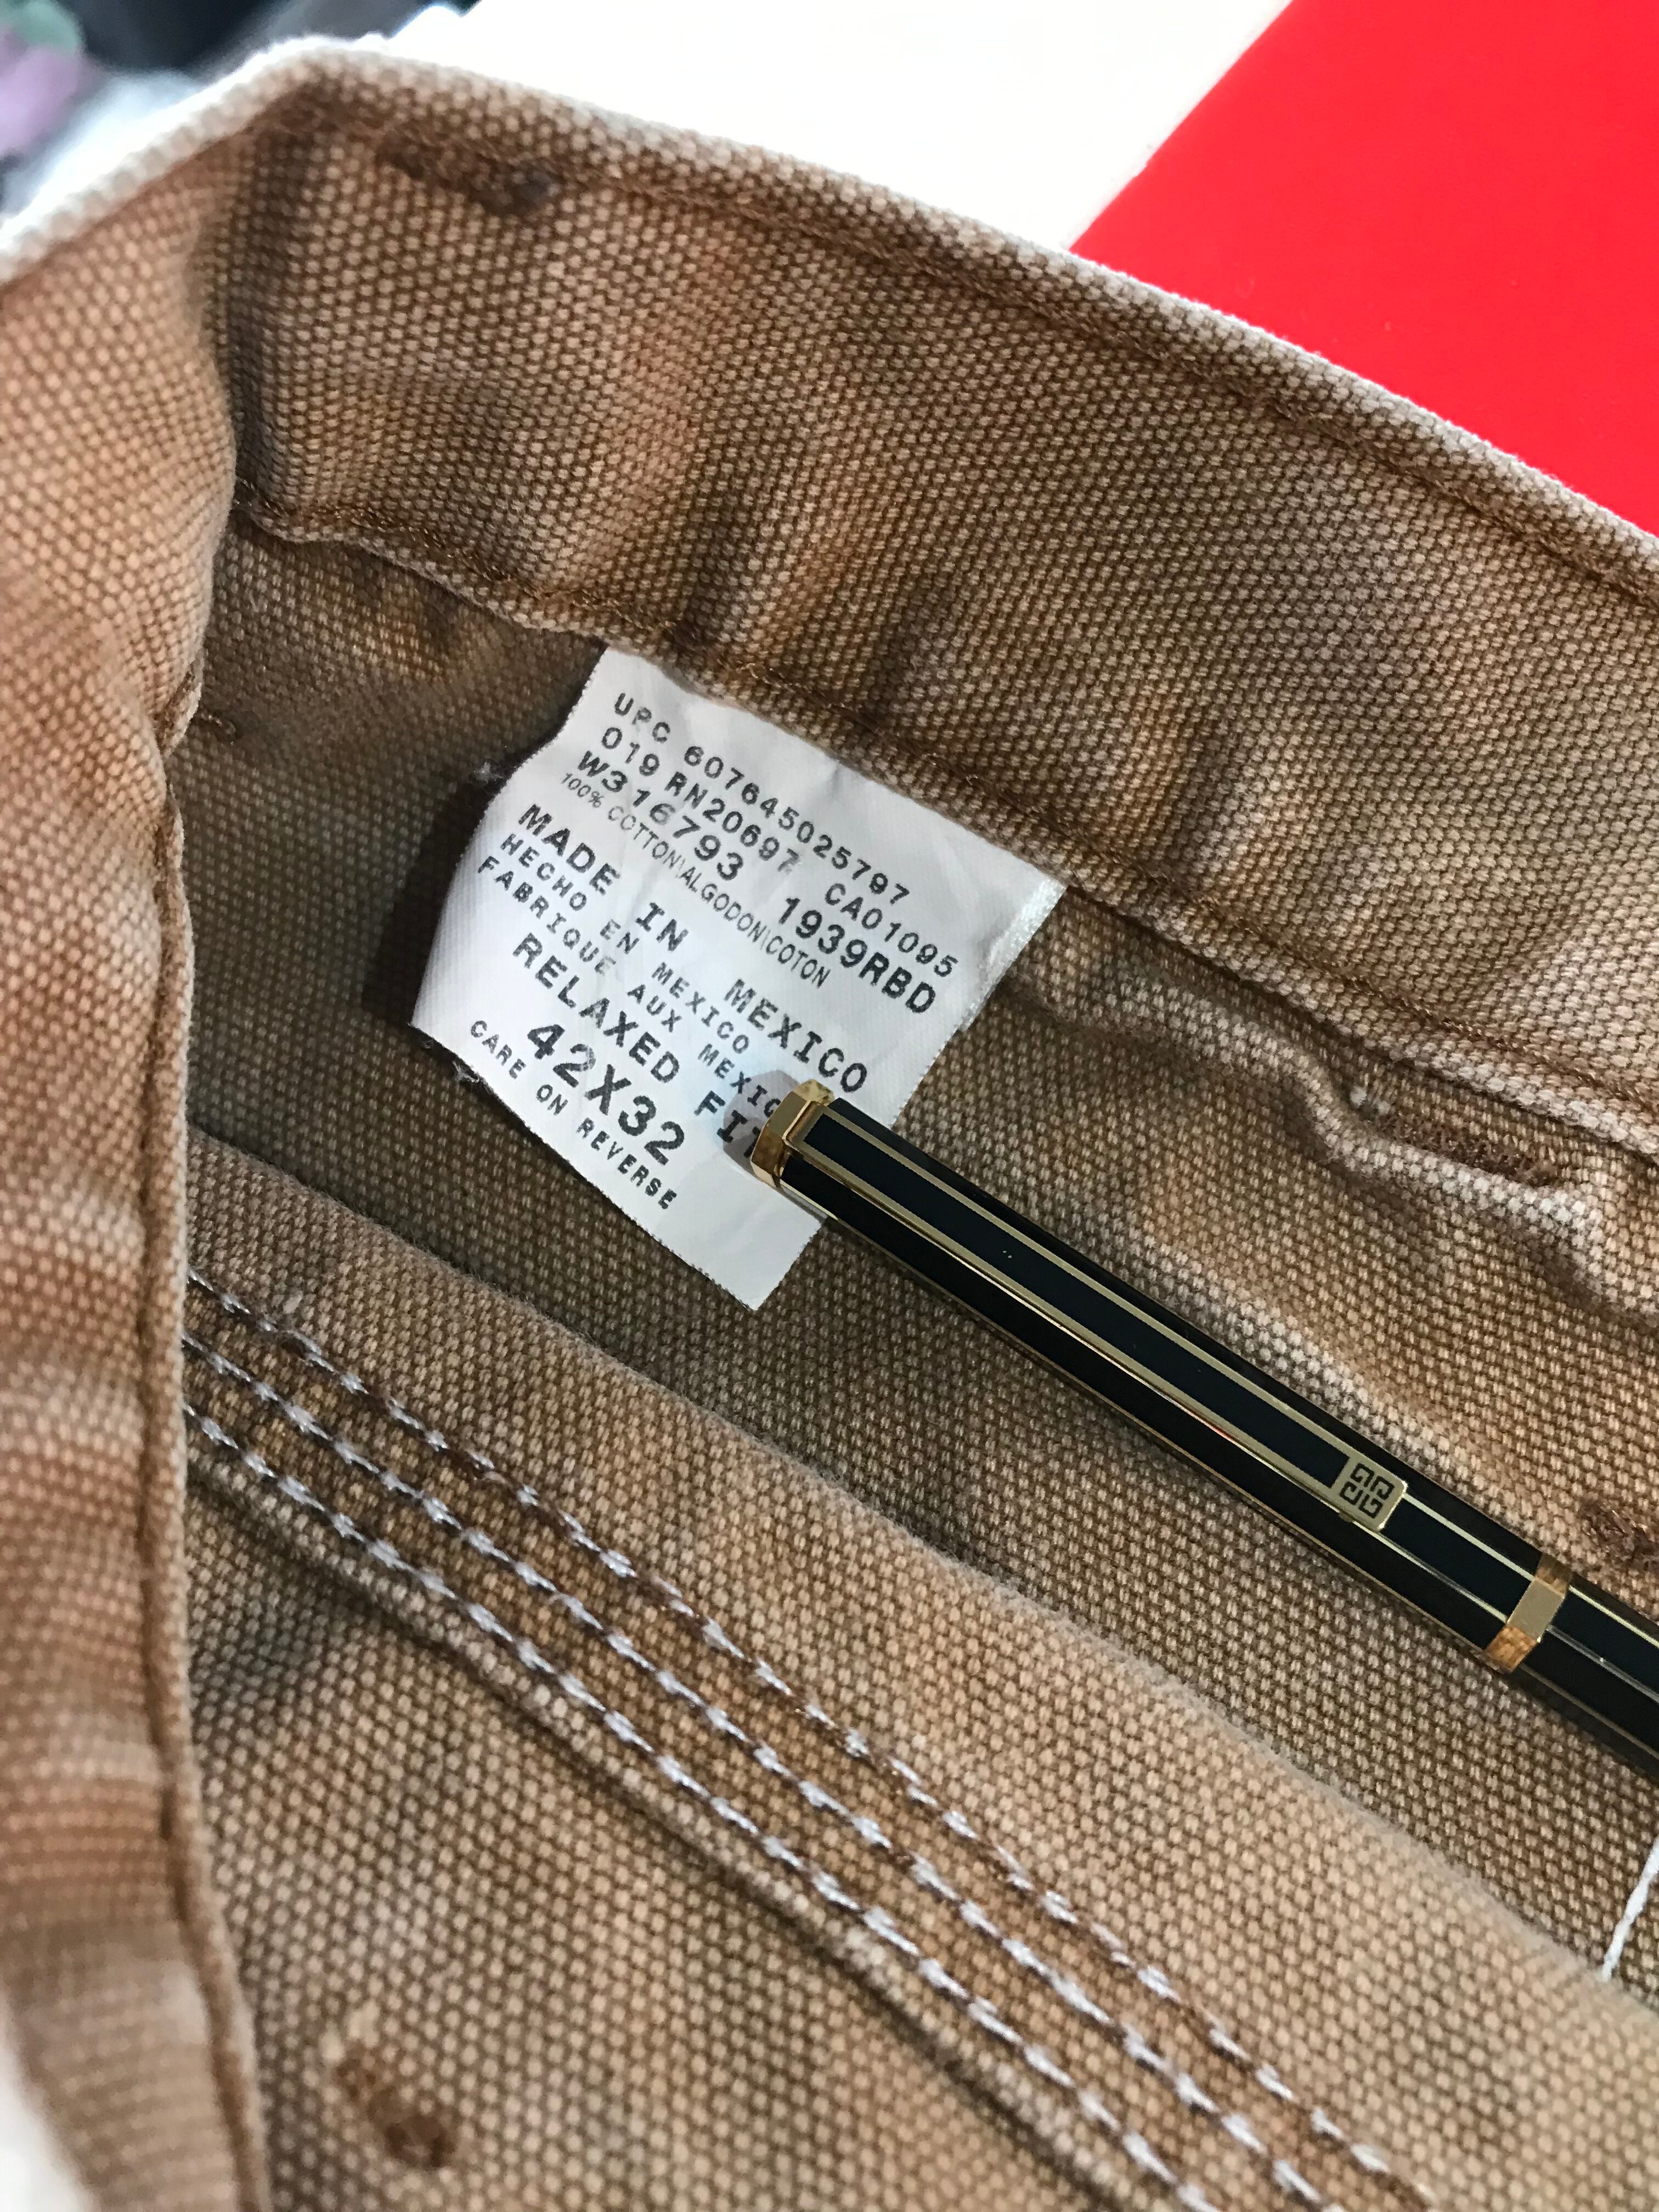 UPC 607645025797
019 RN20697 CA01095
W316793 1939RBD
100% COTTON\ALGODON\COTON
MADE IN MEXICO
HECHO EN MEXICO
FABRIQUE AUX MEXIC
RELAXED FIT
42X32
CARE ON REVERSE